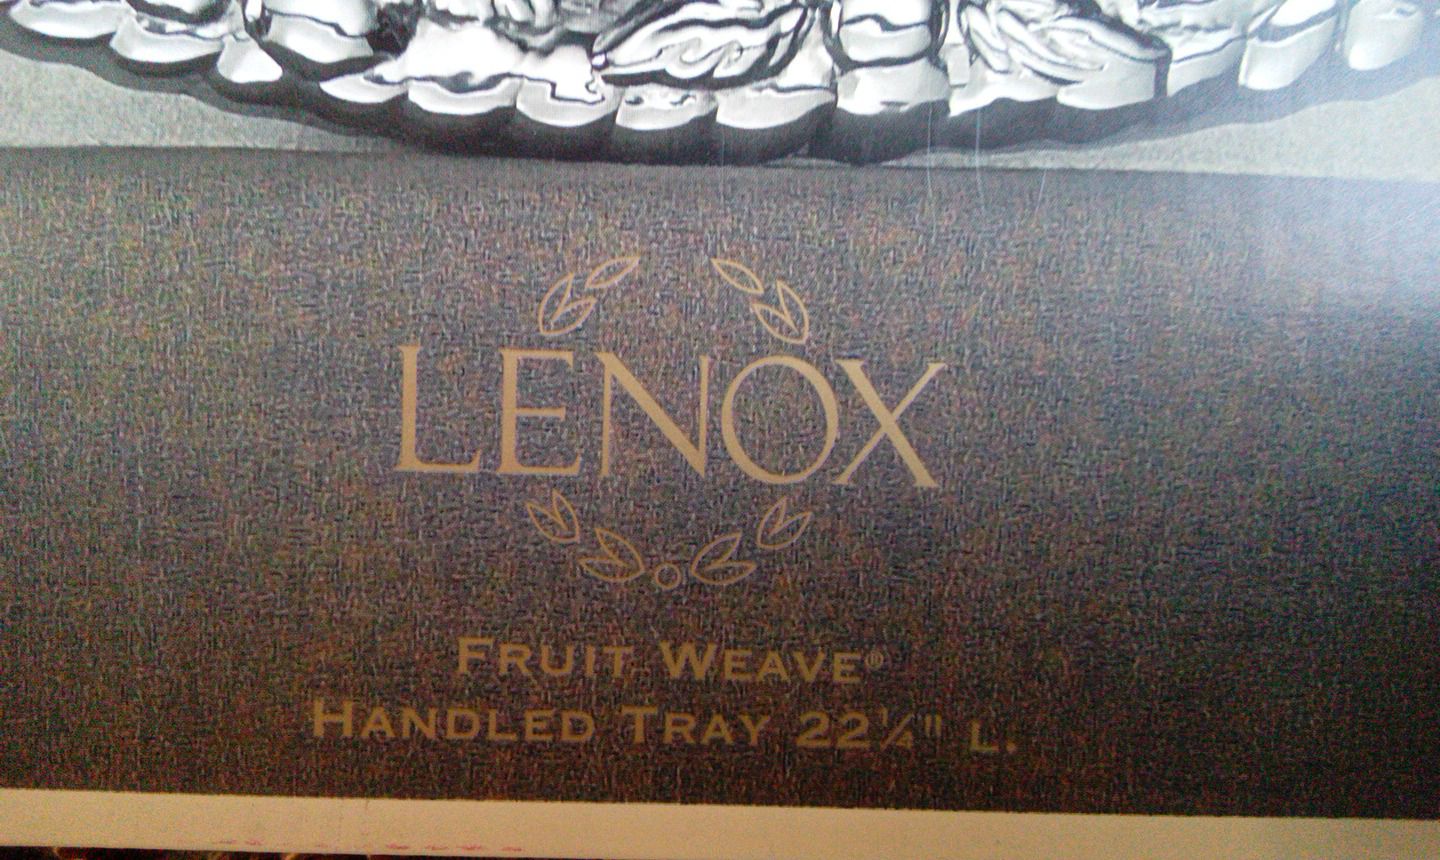 LENOX
FRUIT WEAVE®
HANDLED TRAY 22¼" L.